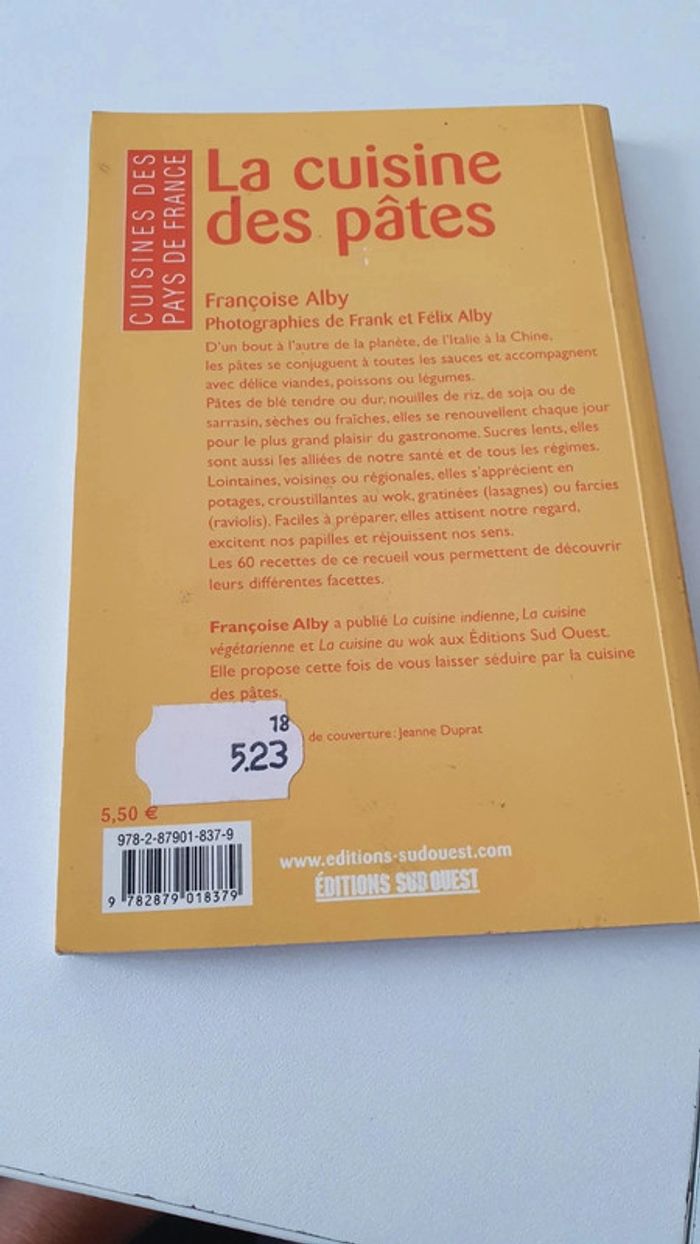 CUISINES DES
PAYS DE FRANCE
La cuisine
des pâtes
Françoise Alby
Photographies de Frank et Félix Alby
D'un bout à l'autre de la planète, de l'Italie à la Chine,
les pâtes se conjuguent à toutes les sauces et accompagnent
avec délice viandes, poissons ou légumes.
Pâtes de blé tendre ou dur, nouilles de riz, de soja ou de
sarrasin, sèches ou fraîches, elles se renouvellent chaque jour
pour le plus grand plaisir du gastronome. Sucres lents, elles
sont aussi les alliées de notre santé et de tous les régimes.
Lointaines, voisines ou régionales, elles s'apprécient en
potages, croustillantes au wok, gratinées (lasagnes) ou farcies
(raviolis). Faciles à préparer, elles attisent notre regard,
excitent nos papilles et réjouissent nos sens.
Les 60 recettes de ce recueil vous permettent de découvrir
leurs différentes facettes.
Françoise Alby a publié La cuisine indienne, La cuisine
végétarienne et La cuisine au wok aux Éditions Sud Ouest.
Elle propose cette fois de vous laisser séduire par la cuisine
des pâtes.
de couverture : Jeanne Duprat
18
5.23
5,50 €
978-2-87901-837-9
9 782879 018379
www.editions-sudouest.com
ÉDITIONS SUD OUEST